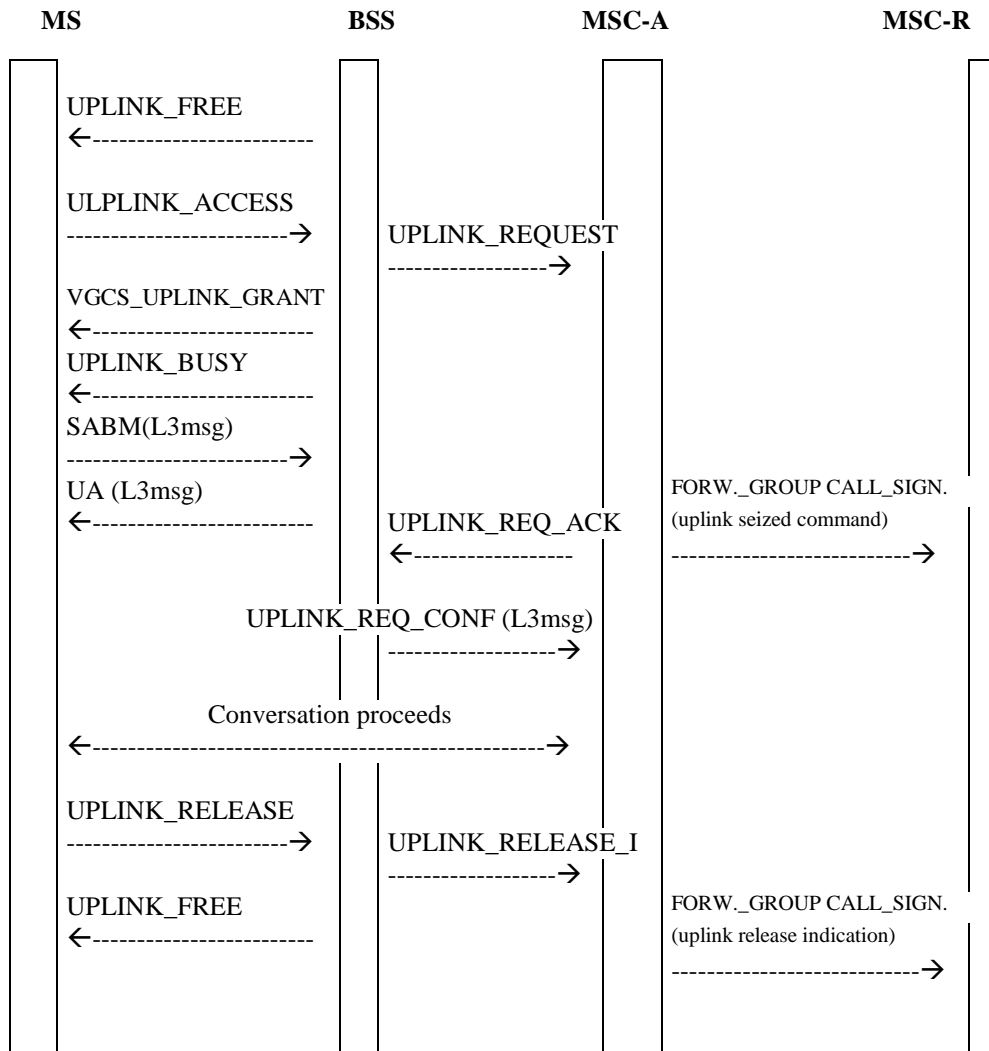 MS BSS MSC-A MSC-R
UPLINK_FREE
←-------------------------
ULPLINK_ACCESS
-------------------------→
UPLINK_REQUEST
------------------→
VGCS_UPLINK_GRANT
←-------------------------
UPLINK_BUSY
←-------------------------
SABM(L3msg)
-------------------------→
UA (L3msg)
←-------------------------
FORW._GROUP CALL_SIGN.
(uplink seized command)
---------------------------→
UPLINK_REQ_ACK
←------------------
UPLINK_REQ_CONF (L3msg)
-------------------→
Conversation proceeds
←---------------------------------------------------→
UPLINK_RELEASE
-------------------------→
UPLINK_RELEASE_I
-------------------→
UPLINK_FREE
←-------------------------
FORW._GROUP CALL_SIGN.
(uplink release indication)
----------------------------→